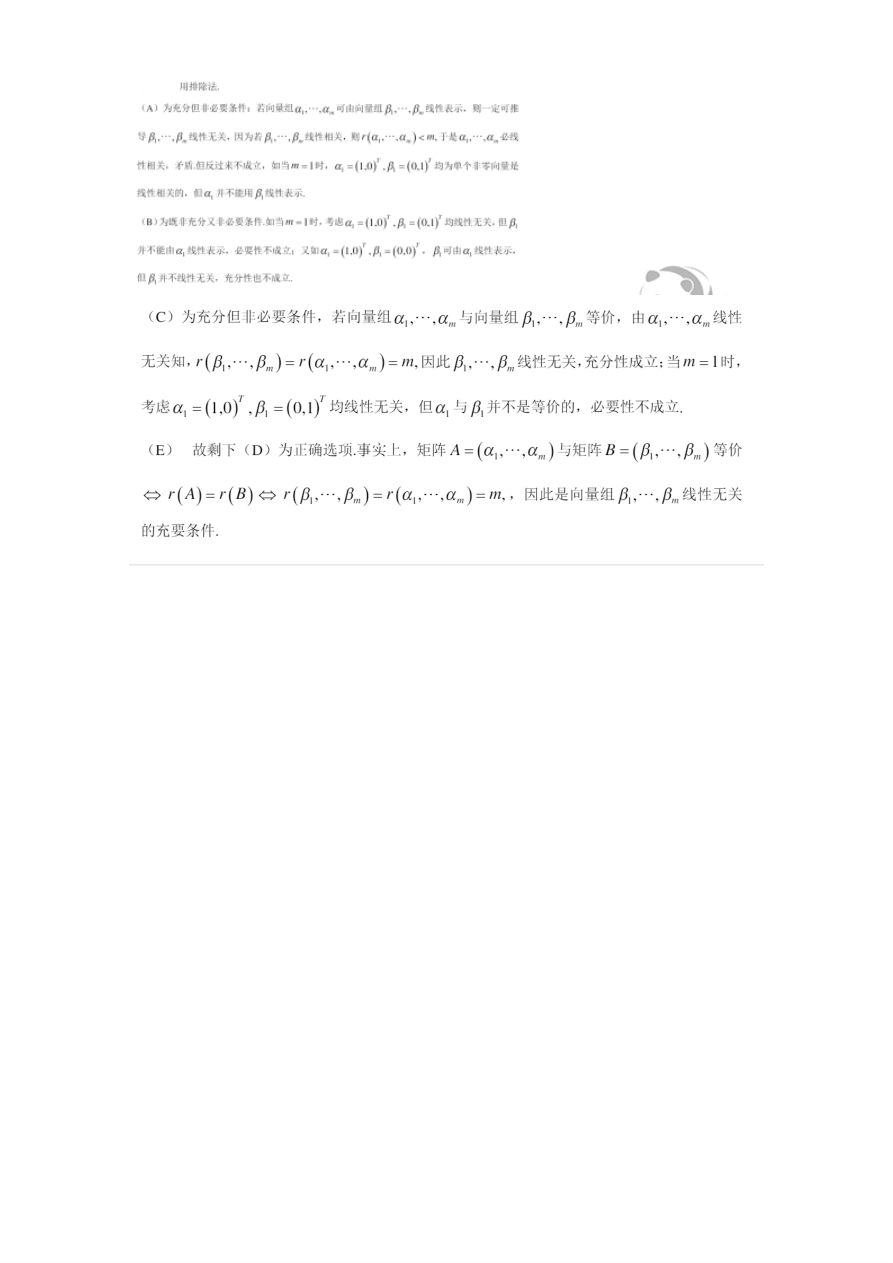 用排除法.
（A）为充分但非必要条件：若向量组α₁,⋯,αₘ可由向量组β₁,⋯,βₘ线性表示，则一定可推
导β₁,⋯,βₘ线性无关，因为若β₁,⋯,βₘ线性相关，则r(α₁,⋯,αₘ)<m,于是α₁,⋯,αₘ必线
性相关，矛盾.但反过来不成立，如当m=1时，α₁=(1,0)ᵀ,β₁=(0,1)ᵀ均为单个非零向量是
线性相关的，但α₁并不能用β₁线性表示.
（B）为既非充分又非必要条件.如当m=1时，考虑α₁=(1,0)ᵀ,β₁=(0,1)ᵀ均线性无关，但β₁
并不能由α₁线性表示，必要性不成立；又如α₁=(1,0)ᵀ,β₁=(0,0)ᵀ，β₁可由α₁线性表示，
但β₁并不线性无关，充分性也不成立.
（C）为充分但非必要条件，若向量组α₁,⋯,αₘ与向量组β₁,⋯,βₘ等价，由α₁,⋯,αₘ线性
无关知，r(β₁,⋯,βₘ)=r(α₁,⋯,αₘ)=m,因此β₁,⋯,βₘ线性无关，充分性成立；当m=1时，
考虑α₁=(1,0)ᵀ,β₁=(0,1)ᵀ均线性无关，但α₁与β₁并不是等价的，必要性不成立.
（E） 故剩下（D）为正确选项.事实上，矩阵A=(α₁,⋯,αₘ)与矩阵B=(β₁,⋯,βₘ)等价
⇔r(A)=r(B)⇔r(β₁,⋯,βₘ)=r(α₁,⋯,αₘ)=m,，因此是向量组β₁,⋯,βₘ线性无关
的充要条件.